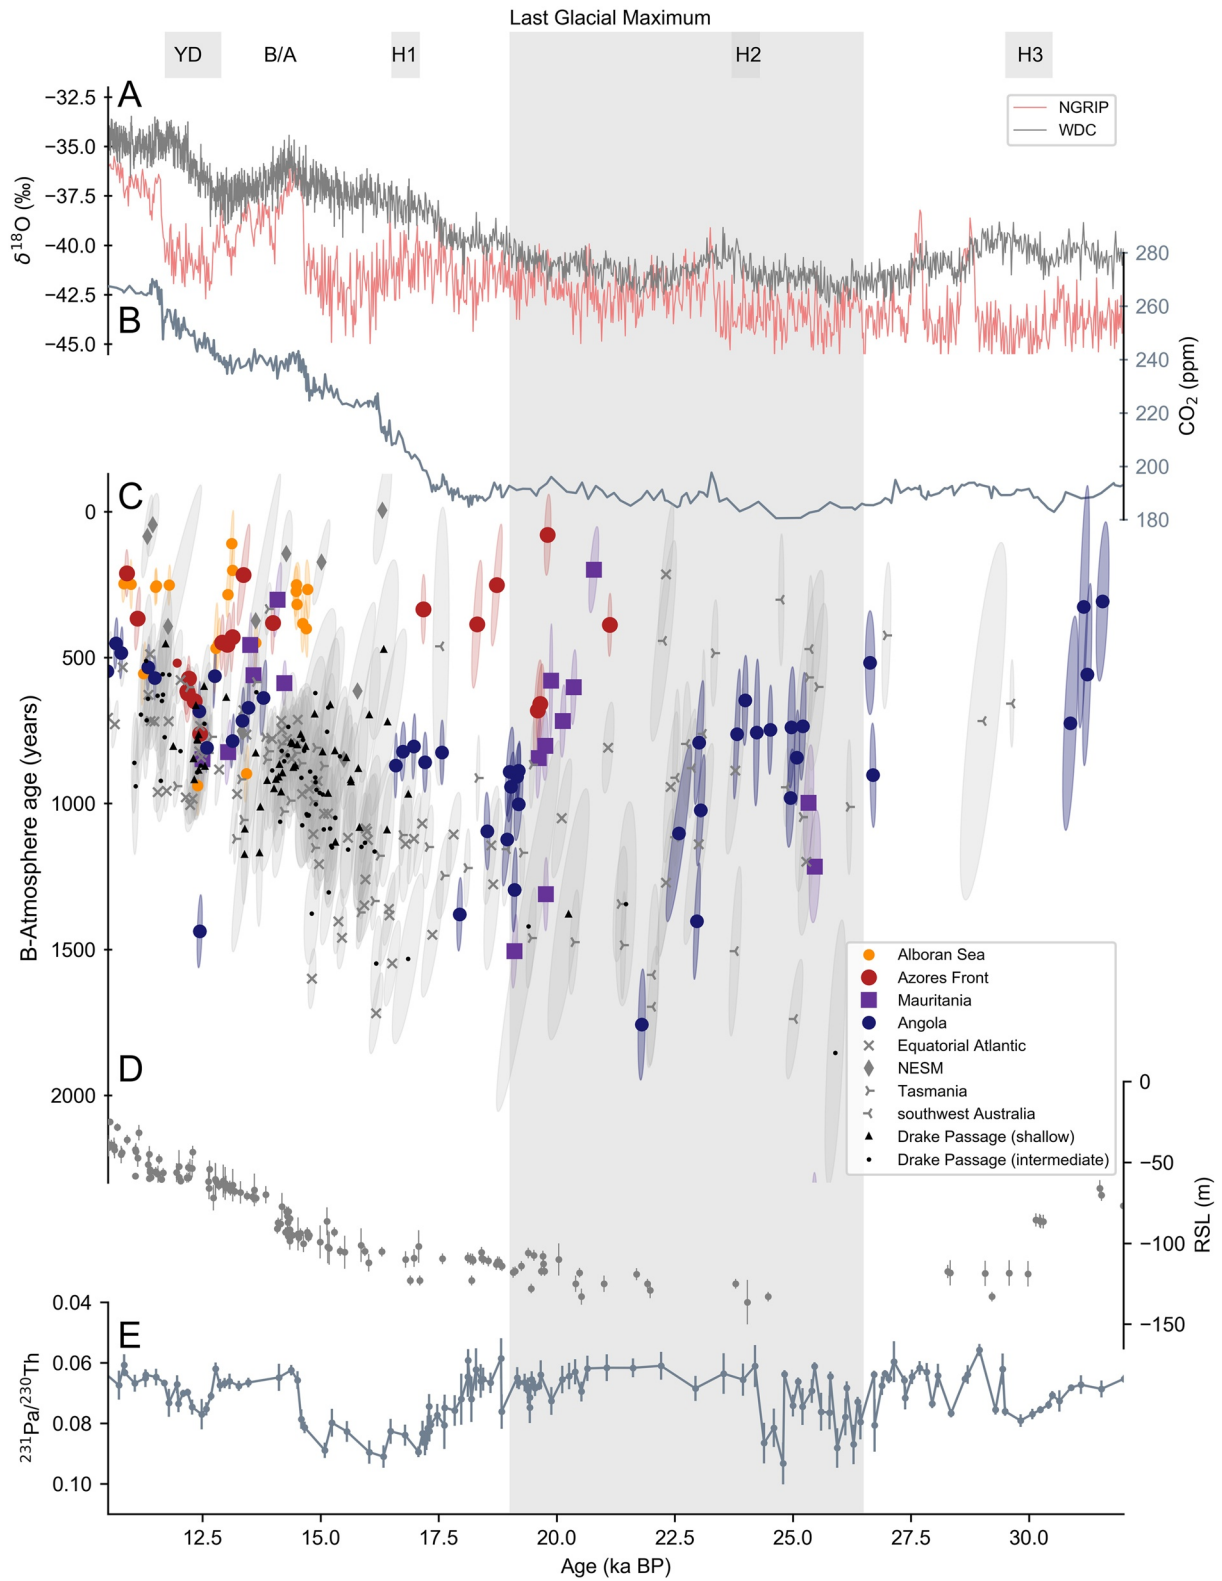 Last Glacial Maximum
YD
B/A
H1
H2
H3
A
−32.5
−35.0
−37.5
−40.0
−42.5
−45.0
δ18O (‰)
NGRIP
WDC
B
280
260
240
220
200
180
CO2 (ppm)
C
0
500
1000
1500
2000
B-Atmosphere age (years)
Alboran Sea
Azores Front
Mauritania
Angola
Equatorial Atlantic
NESM
Tasmania
southwest Australia
Drake Passage (shallow)
Drake Passage (intermediate)
D
0
−50
−100
−150
RSL (m)
E
0.04
0.06
0.08
0.10
231Pa/230Th
12.5
15.0
17.5
20.0
22.5
25.0
27.5
30.0
Age (ka BP)